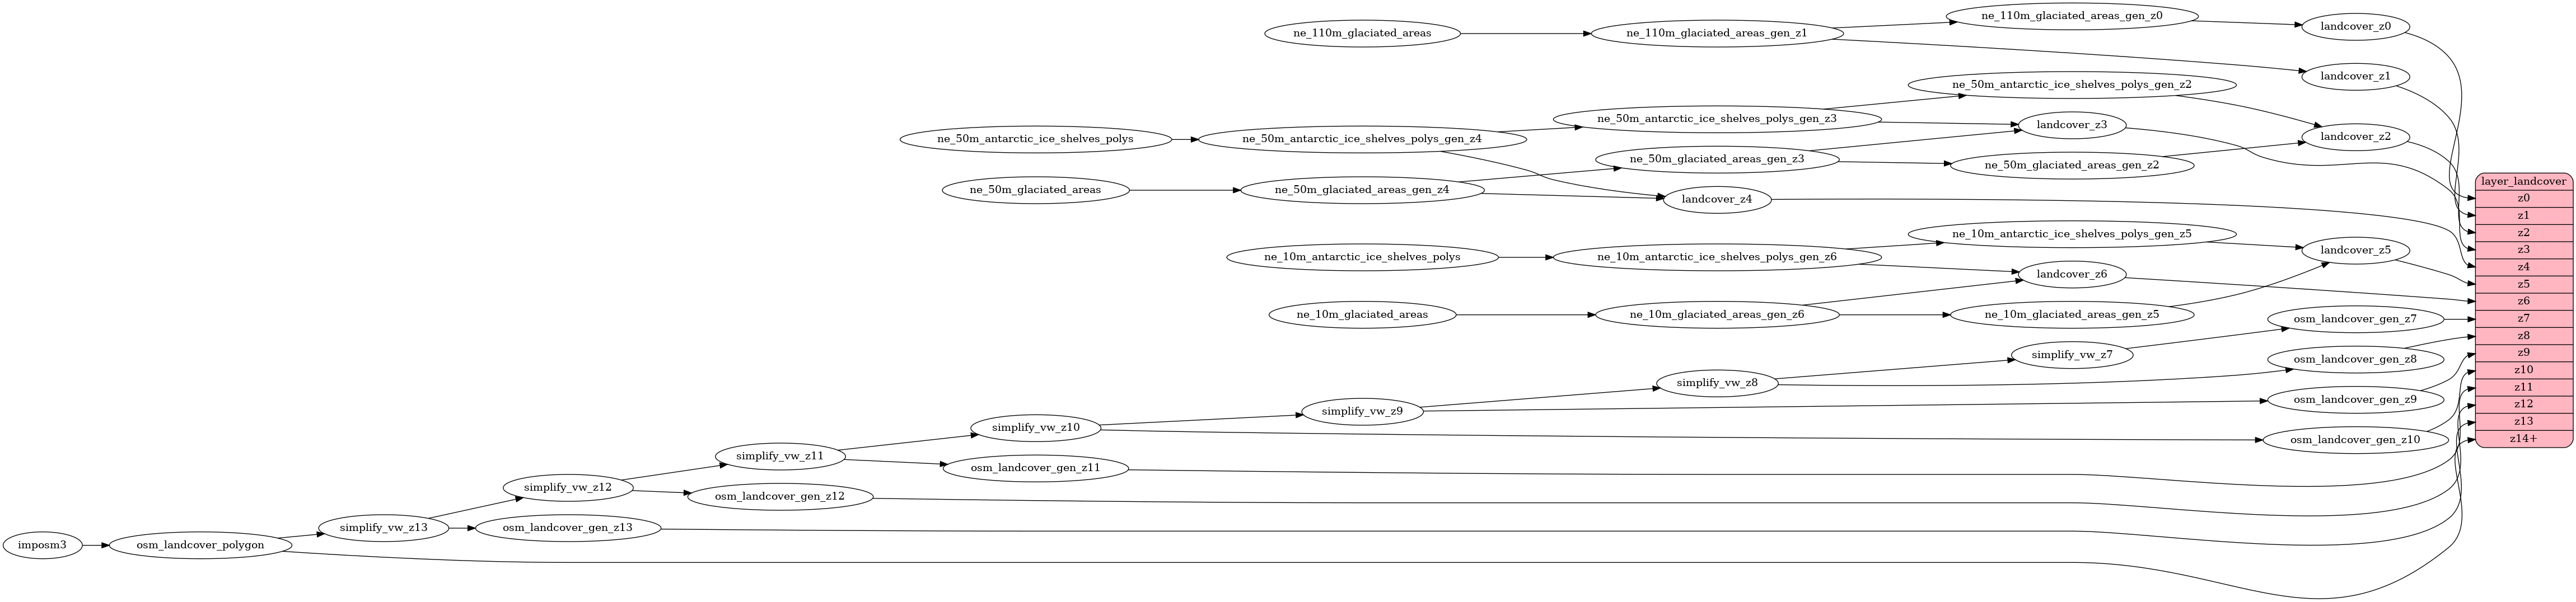 ne_110m_glaciated_areas
ne_110m_glaciated_areas_gen_z1
ne_110m_glaciated_areas_gen_z0
landcover_z0
landcover_z1
ne_50m_antarctic_ice_shelves_polys
ne_50m_antarctic_ice_shelves_polys_gen_z4
ne_50m_antarctic_ice_shelves_polys_gen_z3
ne_50m_antarctic_ice_shelves_polys_gen_z2
landcover_z3
landcover_z2
ne_50m_glaciated_areas
ne_50m_glaciated_areas_gen_z4
ne_50m_glaciated_areas_gen_z3
ne_50m_glaciated_areas_gen_z2
landcover_z4
ne_10m_antarctic_ice_shelves_polys
ne_10m_antarctic_ice_shelves_polys_gen_z6
ne_10m_antarctic_ice_shelves_polys_gen_z5
landcover_z5
landcover_z6
ne_10m_glaciated_areas
ne_10m_glaciated_areas_gen_z6
ne_10m_glaciated_areas_gen_z5
osm_landcover_gen_z7
simplify_vw_z7
osm_landcover_gen_z8
simplify_vw_z8
osm_landcover_gen_z9
simplify_vw_z9
simplify_vw_z10
osm_landcover_gen_z10
simplify_vw_z11
osm_landcover_gen_z11
simplify_vw_z12
osm_landcover_gen_z12
simplify_vw_z13
osm_landcover_gen_z13
imposm3
osm_landcover_polygon
layer_landcover
z0
z1
z2
z3
z4
z5
z6
z7
z8
z9
z10
z11
z12
z13
z14+